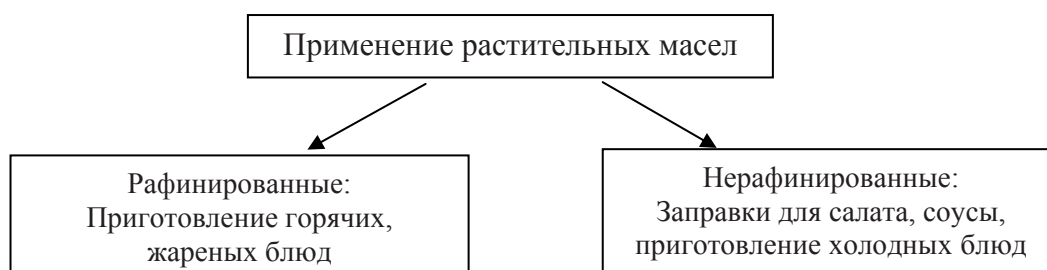 Применение растительных масел
Рафинированные:
Приготовление горячих,
жареных блюд
Нерафинированные:
Заправки для салата, соусы,
приготовление холодных блюд